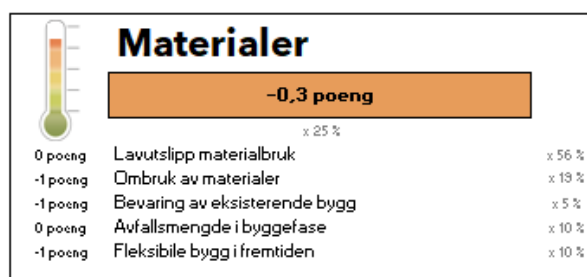 Materialer
-0,3 poeng
x 25 %
0 poeng Lavutslipp materialbruk x 56 %
-1 poeng Ombruk av materialer x 19 %
-1 poeng Bevaring av eksisterende bygg x 5 %
0 poeng Avfallsmengde i byggefase x 10 %
-1 poeng Fleksibile bygg i fremtiden x 10 %